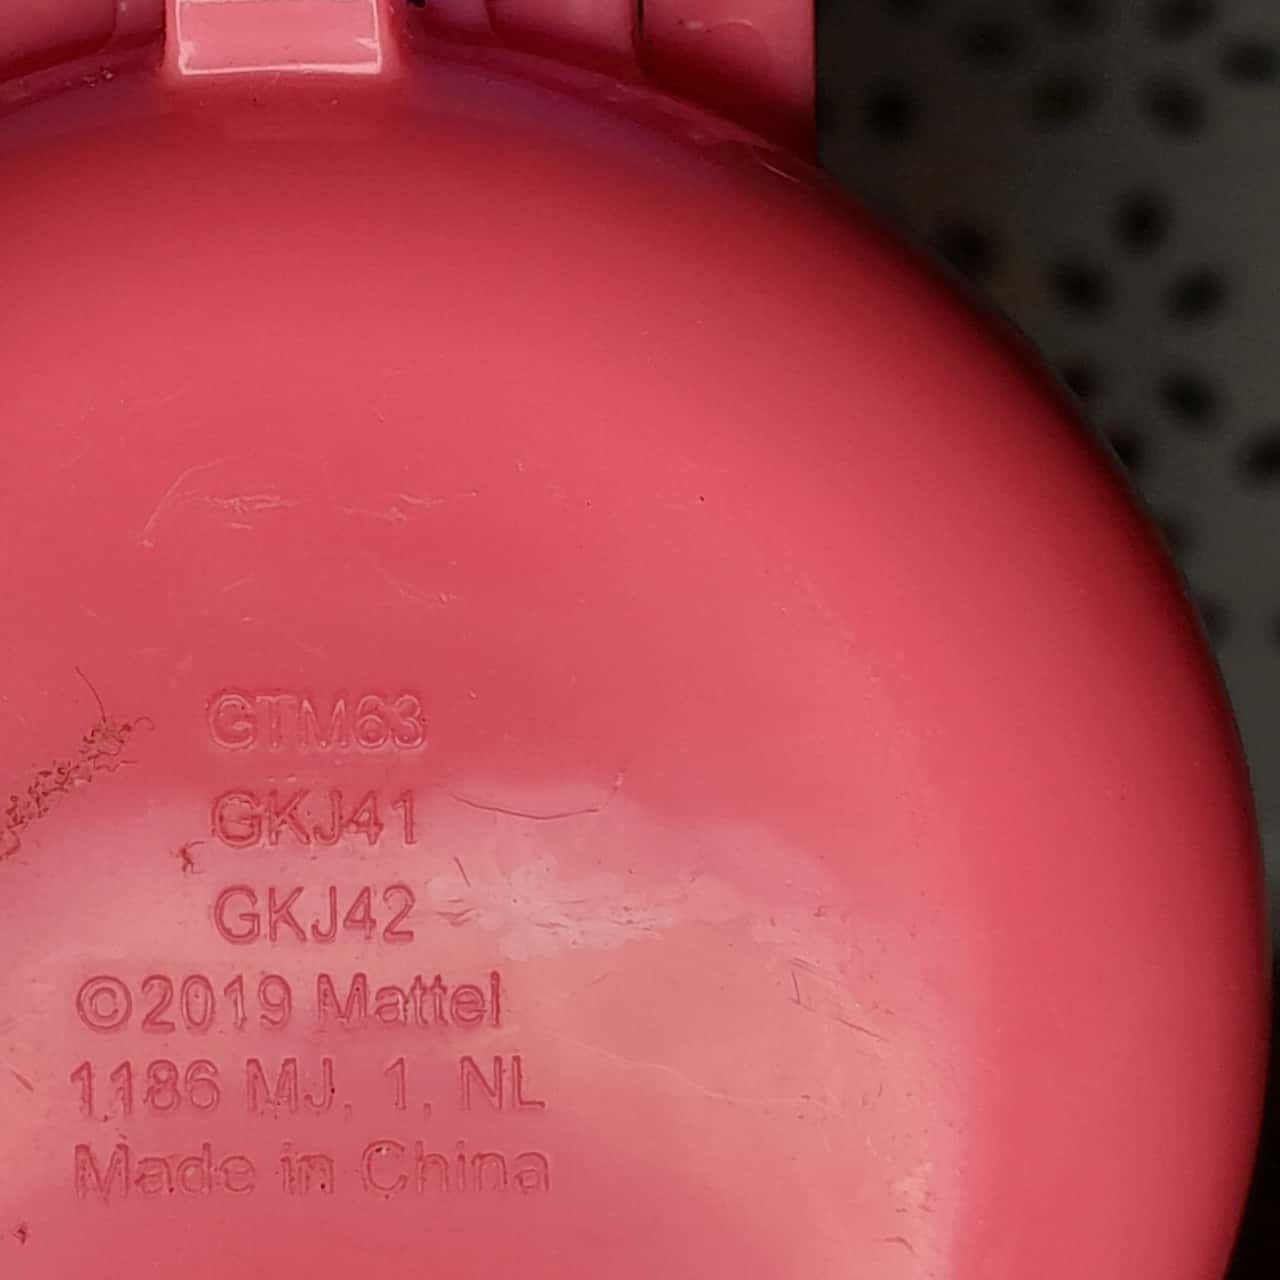 GTM63
GKJ41
GKJ42
©2019 Mattel
1186 MJ, 1, NL
Made in China